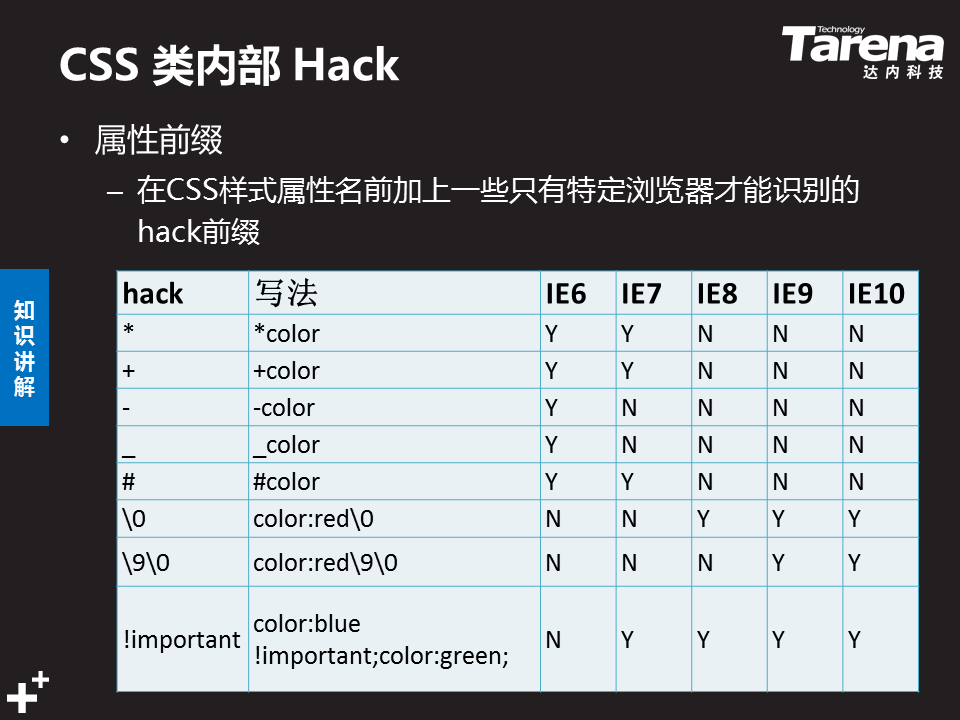 CSS 类内部 Hack
Technology
Tarena
达内科技
• 属性前缀
– 在CSS样式属性名前加上一些只有特定浏览器才能识别的
hack前缀
知
识
讲
解
hack 写法 IE6 IE7 IE8 IE9 IE10
* *color Y Y N N N
+ +color Y Y N N N
- -color Y N N N N
_ _color Y N N N N
# #color Y Y N N N
\0 color:red\0 N N Y Y Y
\9\0 color:red\9\0 N N N Y Y
!important color:blue
!important;color:green; N Y Y Y Y